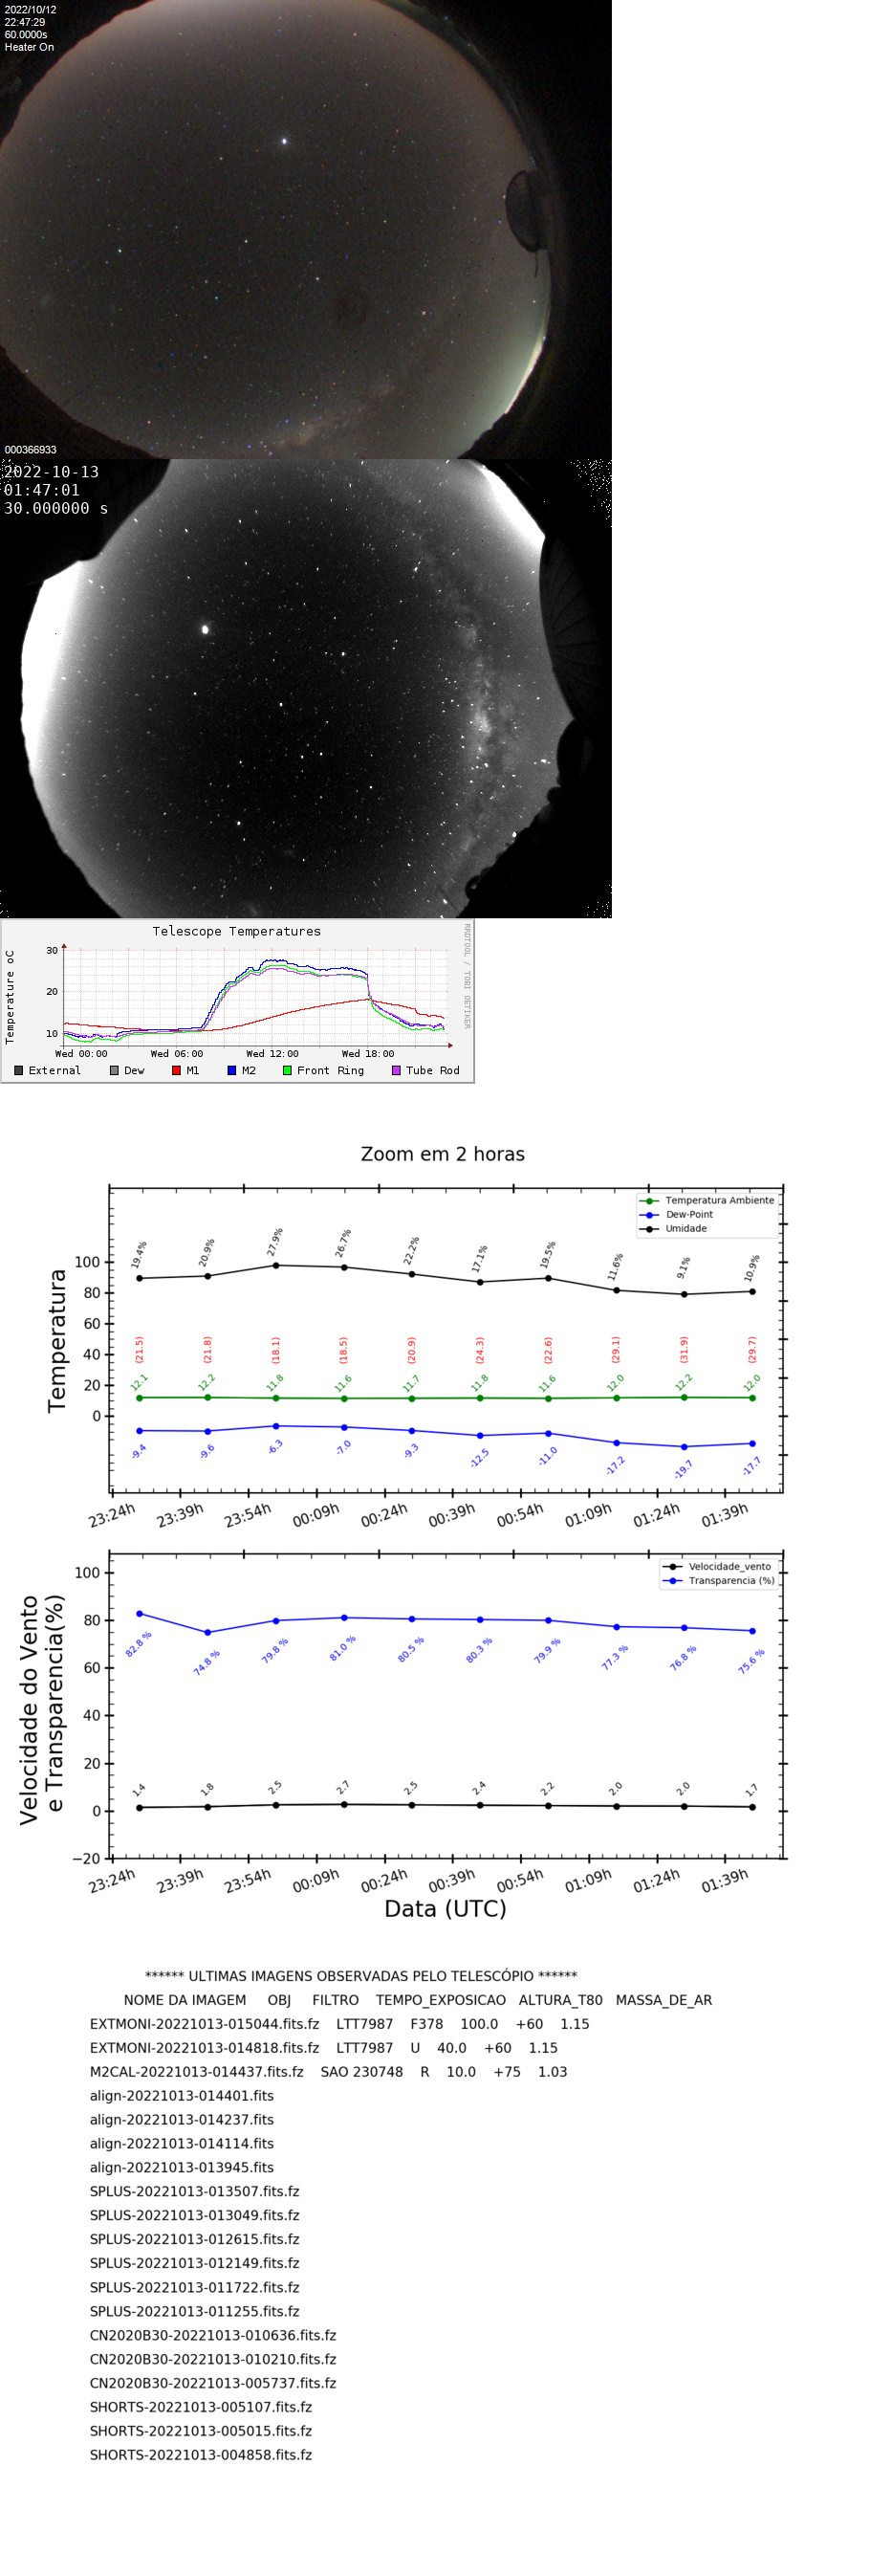 2022/10/12
22:47:29
60.0000s
Heater On
000366933
2022-10-13
01:47:01
30.000000 s
Telescope Temperatures
RRDTOOL / TOBI OETIKER
Temperature oC
30
20
10
Wed 00:00 Wed 06:00 Wed 12:00 Wed 18:00
External Dew M1 M2 Front Ring Tube Rod
Zoom em 2 horas
Temperatura Ambiente
Dew-Point
Umidade
Temperatura
100
80
60
40
20
0
19.4% 20.9% 27.9% 26.7% 22.2% 17.1% 19.5% 11.6% 9.1% 10.9%
(21.5) (21.8) (18.1) (18.5) (20.9) (24.3) (22.6) (29.1) (31.9) (29.7)
12.1 12.2 11.8 11.6 11.7 11.8 11.6 12.0 12.2 12.0
-9.4 -9.6 -6.3 -7.0 -9.3 -12.5 -11.0 -17.2 -19.7 -17.7
23:24h 23:39h 23:54h 00:09h 00:24h 00:39h 00:54h 01:09h 01:24h 01:39h
Velocidade_vento
Transparencia (%)
Velocidade do Vento
e Transparencia(%)
100
80
60
40
20
0
−20
82.8 % 74.8 % 79.8 % 81.0 % 80.5 % 80.3 % 79.9 % 77.3 % 76.8 % 75.6 %
1.4 1.8 2.5 2.7 2.5 2.4 2.2 2.0 2.0 1.7
23:24h 23:39h 23:54h 00:09h 00:24h 00:39h 00:54h 01:09h 01:24h 01:39h
Data (UTC)
****** ULTIMAS IMAGENS OBSERVADAS PELO TELESCÓPIO ******
NOME DA IMAGEM OBJ FILTRO TEMPO_EXPOSICAO ALTURA_T80 MASSA_DE_AR
EXTMONI-20221013-015044.fits.fz LTT7987 F378 100.0 +60 1.15
EXTMONI-20221013-014818.fits.fz LTT7987 U 40.0 +60 1.15
M2CAL-20221013-014437.fits.fz SAO 230748 R 10.0 +75 1.03
align-20221013-014401.fits
align-20221013-014237.fits
align-20221013-014114.fits
align-20221013-013945.fits
SPLUS-20221013-013507.fits.fz
SPLUS-20221013-013049.fits.fz
SPLUS-20221013-012615.fits.fz
SPLUS-20221013-012149.fits.fz
SPLUS-20221013-011722.fits.fz
SPLUS-20221013-011255.fits.fz
CN2020B30-20221013-010636.fits.fz
CN2020B30-20221013-010210.fits.fz
CN2020B30-20221013-005737.fits.fz
SHORTS-20221013-005107.fits.fz
SHORTS-20221013-005015.fits.fz
SHORTS-20221013-004858.fits.fz